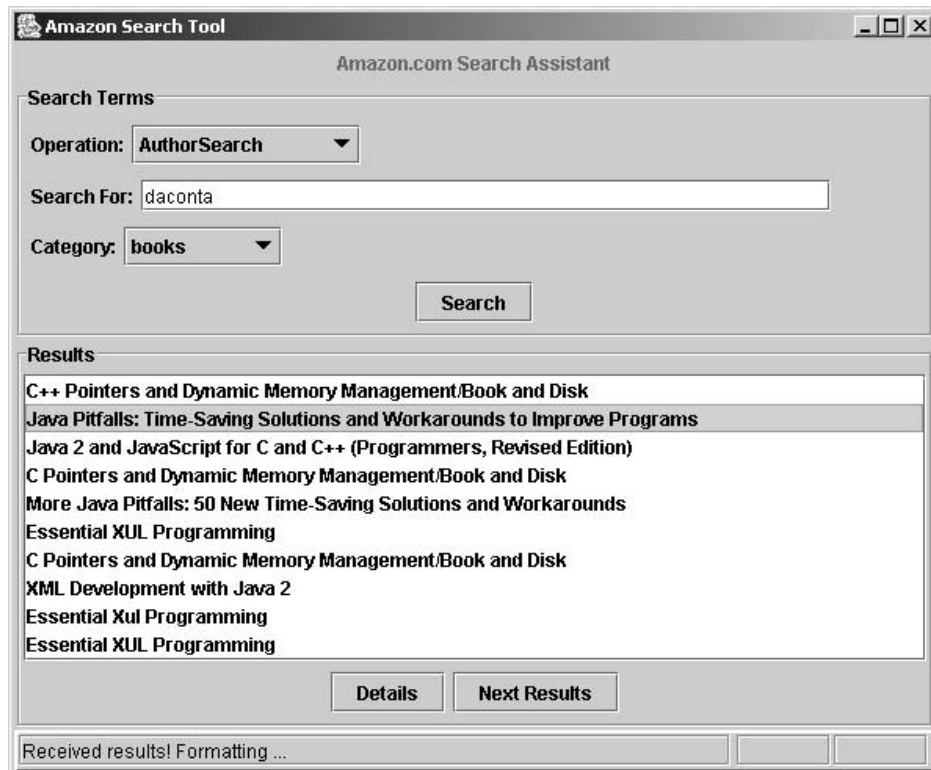 Amazon Search Tool
Amazon.com Search Assistant
Search Terms
Operation: AuthorSearch
Search For: daconta
Category: books
Search
Results
C++ Pointers and Dynamic Memory Management/Book and Disk
Java Pitfalls: Time-Saving Solutions and Workarounds to Improve Programs
Java 2 and JavaScript for C and C++ (Programmers, Revised Edition)
C Pointers and Dynamic Memory Management/Book and Disk
More Java Pitfalls: 50 New Time-Saving Solutions and Workarounds
Essential XUL Programming
C Pointers and Dynamic Memory Management/Book and Disk
XML Development with Java 2
Essential Xul Programming
Essential XUL Programming
Details Next Results
Received results! Formatting ...